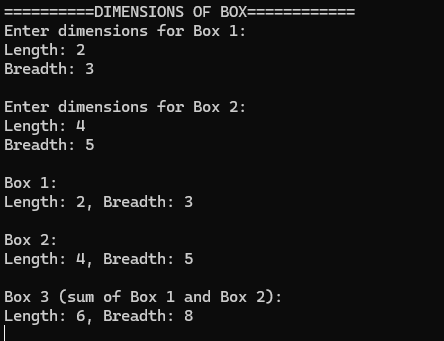 ==========DIMENSIONS OF BOX============
Enter dimensions for Box 1:
Length: 2
Breadth: 3
Enter dimensions for Box 2:
Length: 4
Breadth: 5
Box 1:
Length: 2, Breadth: 3
Box 2:
Length: 4, Breadth: 5
Box 3 (sum of Box 1 and Box 2):
Length: 6, Breadth: 8